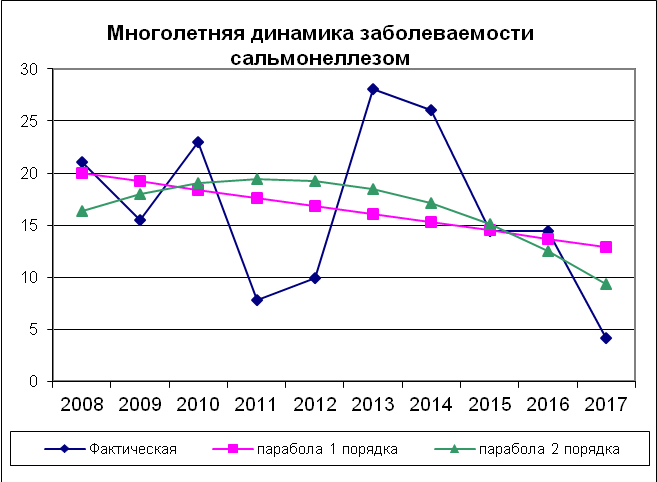 Многолетняя динамика заболеваемости
сальмонеллезом
30
25
20
15
10
5
0
2008 2009 2010 2011 2012 2013 2014 2015 2016 2017
Фактическая парабола 1 порядка парабола 2 порядка